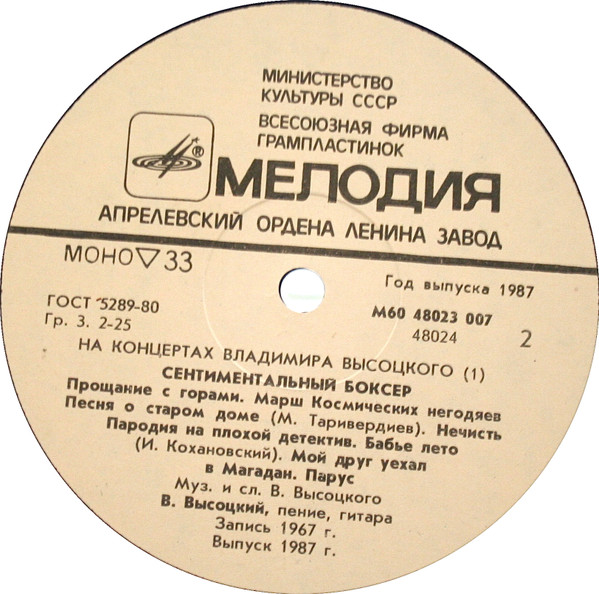 МИНИСТЕРСТВО
КУЛЬТУРЫ СССР
ВСЕСОЮЗНАЯ ФИРМА
ГРАМПЛАСТИНОК
®
МЕЛОДИЯ
АПРЕЛЕВСКИЙ ОРДЕНА ЛЕНИНА ЗАВОД
МОНО ▽ 33
Год выпуска 1987
ГОСТ 5289-80
Гр. 3. 2-25
М60 48023 007
48024
2
НА КОНЦЕРТАХ ВЛАДИМИРА ВЫСОЦКОГО (1)
СЕНТИМЕНТАЛЬНЫЙ БОКСЕР
Прощание с горами. Марш Космических негодяев
Песня о старом доме (М. Таривердиев). Нечисть
Пародия на плохой детектив. Бабье лето
(И. Кохановский). Мой друг уехал
в Магадан. Парус
Муз. и сл. В. Высоцкого
В. Высоцкий, пение, гитара
Запись 1967 г.
Выпуск 1987 г.